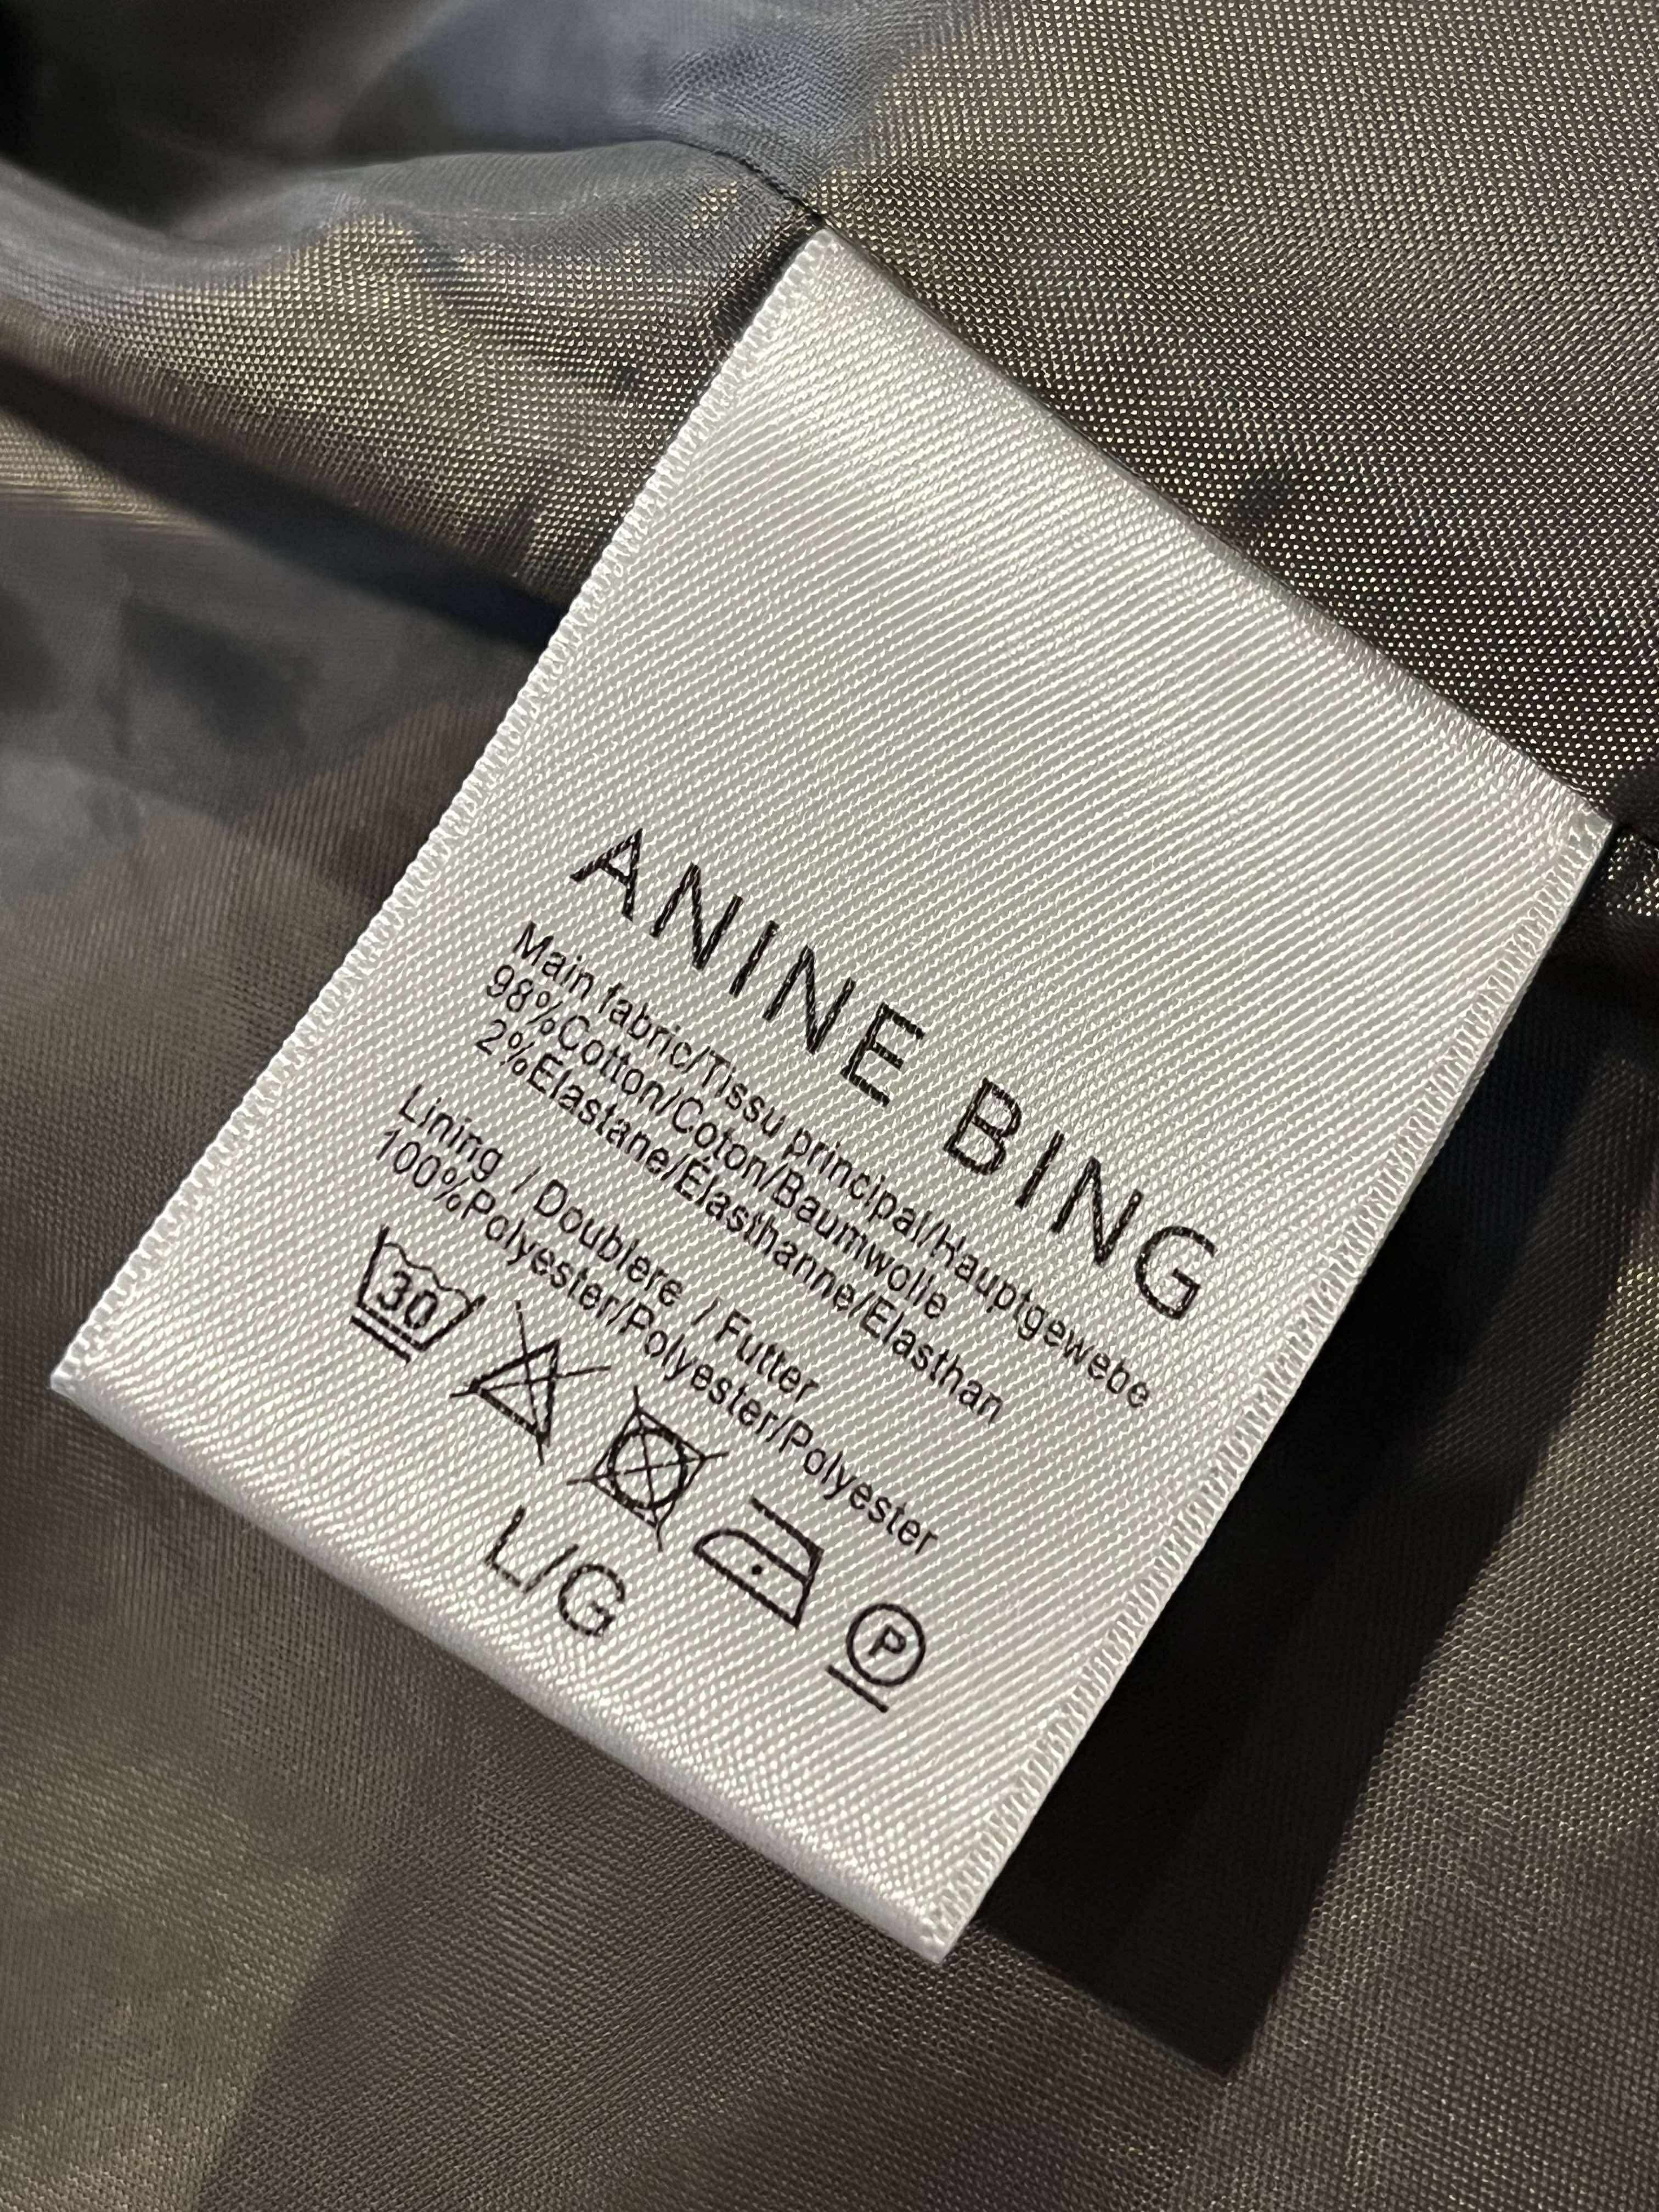 ANINE BING
Main fabric/Tissu principal/Hauptgewebe
98%Cotton/Coton/Baumwolle
2%Elastane/Élasthanne/Elasthan
Lining / Doublere / Futter
100%Polyester/Polyester/Polyester
30
P
L/G